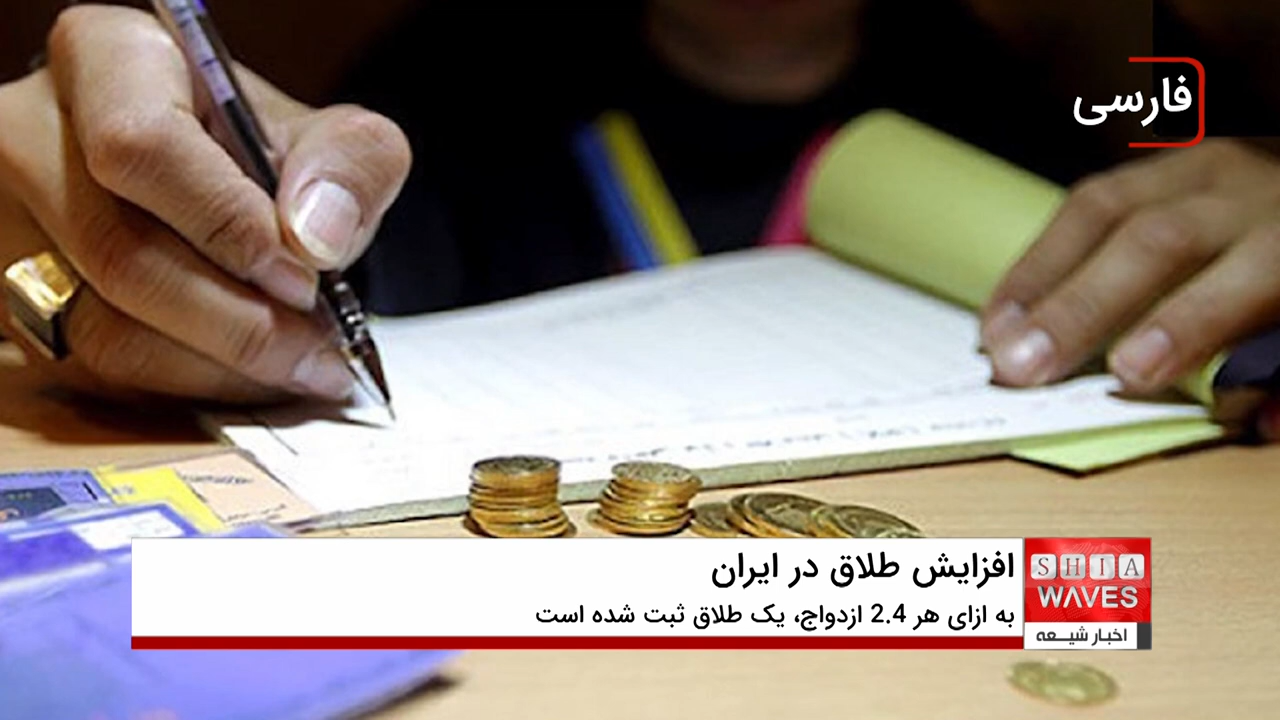 فارسی
افزایش طلاق در ایران
به ازای هر 2.4 ازدواج، یک طلاق ثبت شده است
SHIA
WAVES
اخبار شیعه